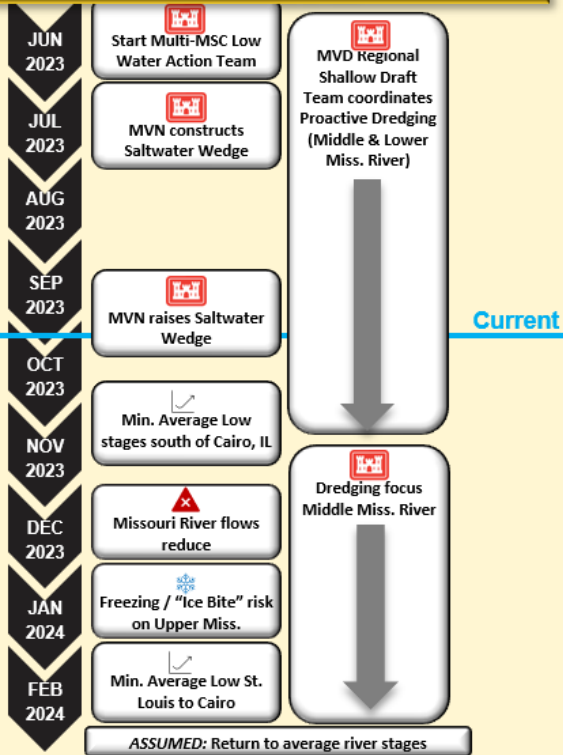 JUN
2023
Start Multi-MSC Low
Water Action Team
MVD Regional
Shallow Draft
Team coordinates
Proactive Dredging
(Middle & Lower
Miss. River)
JUL
2023
MVN constructs
Saltwater Wedge
AUG
2023
SEP
2023
MVN raises Saltwater
Wedge
Current
OCT
2023
Min. Average Low
stages south of Cairo, IL
NOV
2023
Dredging focus
Middle Miss. River
DEC
2023
Missouri River flows
reduce
JAN
2024
Freezing / "Ice Bite" risk
on Upper Miss.
FEB
2024
Min. Average Low St.
Louis to Cairo
ASSUMED: Return to average river stages